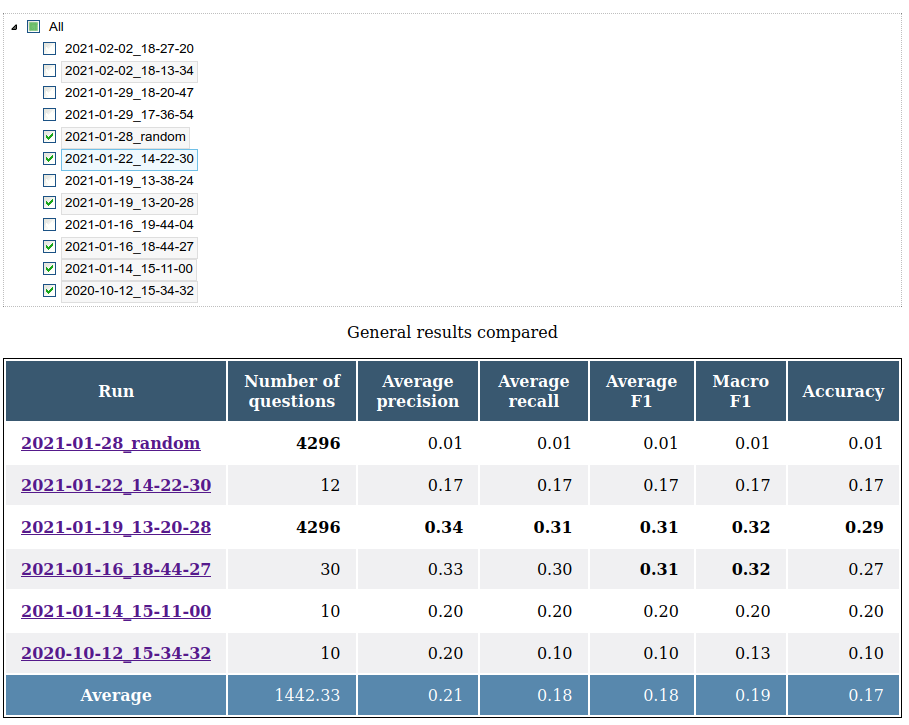 All
2021-02-02_18-27-20
2021-02-02_18-13-34
2021-01-29_18-20-47
2021-01-29_17-36-54
2021-01-28_random
2021-01-22_14-22-30
2021-01-19_13-38-24
2021-01-19_13-20-28
2021-01-16_19-44-04
2021-01-16_18-44-27
2021-01-14_15-11-00
2020-10-12_15-34-32
General results compared
Run Number of questions Average precision Average recall Average F1 Macro F1 Accuracy
2021-01-28_random 4296 0.01 0.01 0.01 0.01 0.01
2021-01-22_14-22-30 12 0.17 0.17 0.17 0.17 0.17
2021-01-19_13-20-28 4296 0.34 0.31 0.31 0.32 0.29
2021-01-16_18-44-27 30 0.33 0.30 0.31 0.32 0.27
2021-01-14_15-11-00 10 0.20 0.20 0.20 0.20 0.20
2020-10-12_15-34-32 10 0.20 0.10 0.10 0.13 0.10
Average 1442.33 0.21 0.18 0.18 0.19 0.17